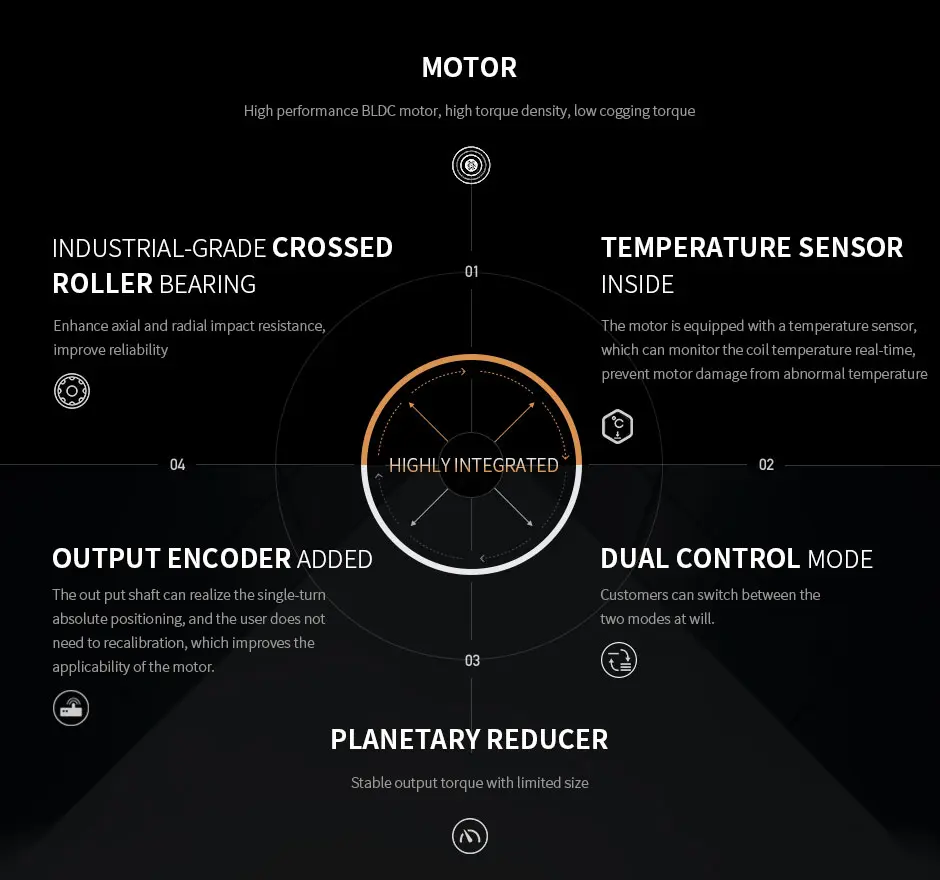 MOTOR
High performance BLDC motor, high torque density, low cogging torque
INDUSTRIAL-GRADE CROSSED
ROLLER BEARING
Enhance axial and radial impact resistance,
improve reliability
TEMPERATURE SENSOR
INSIDE
The motor is equipped with a temperature sensor,
which can monitor the coil temperature real-time,
prevent motor damage from abnormal temperature
°C
01
04
HIGHLY INTEGRATED
02
OUTPUT ENCODER ADDED
The out put shaft can realize the single-turn
absolute positioning, and the user does not
need to recalibration, which improves the
applicability of the motor.
DUAL CONTROL MODE
Customers can switch between the
two modes at will.
03
PLANETARY REDUCER
Stable output torque with limited size